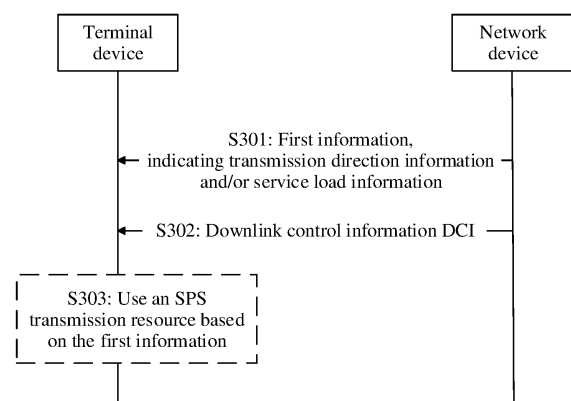 Terminal
device
Network
device
S301: First information,
indicating transmission direction information
and/or service load information
S302: Downlink control information DCI
S303: Use an SPS
transmission resource based
on the first information